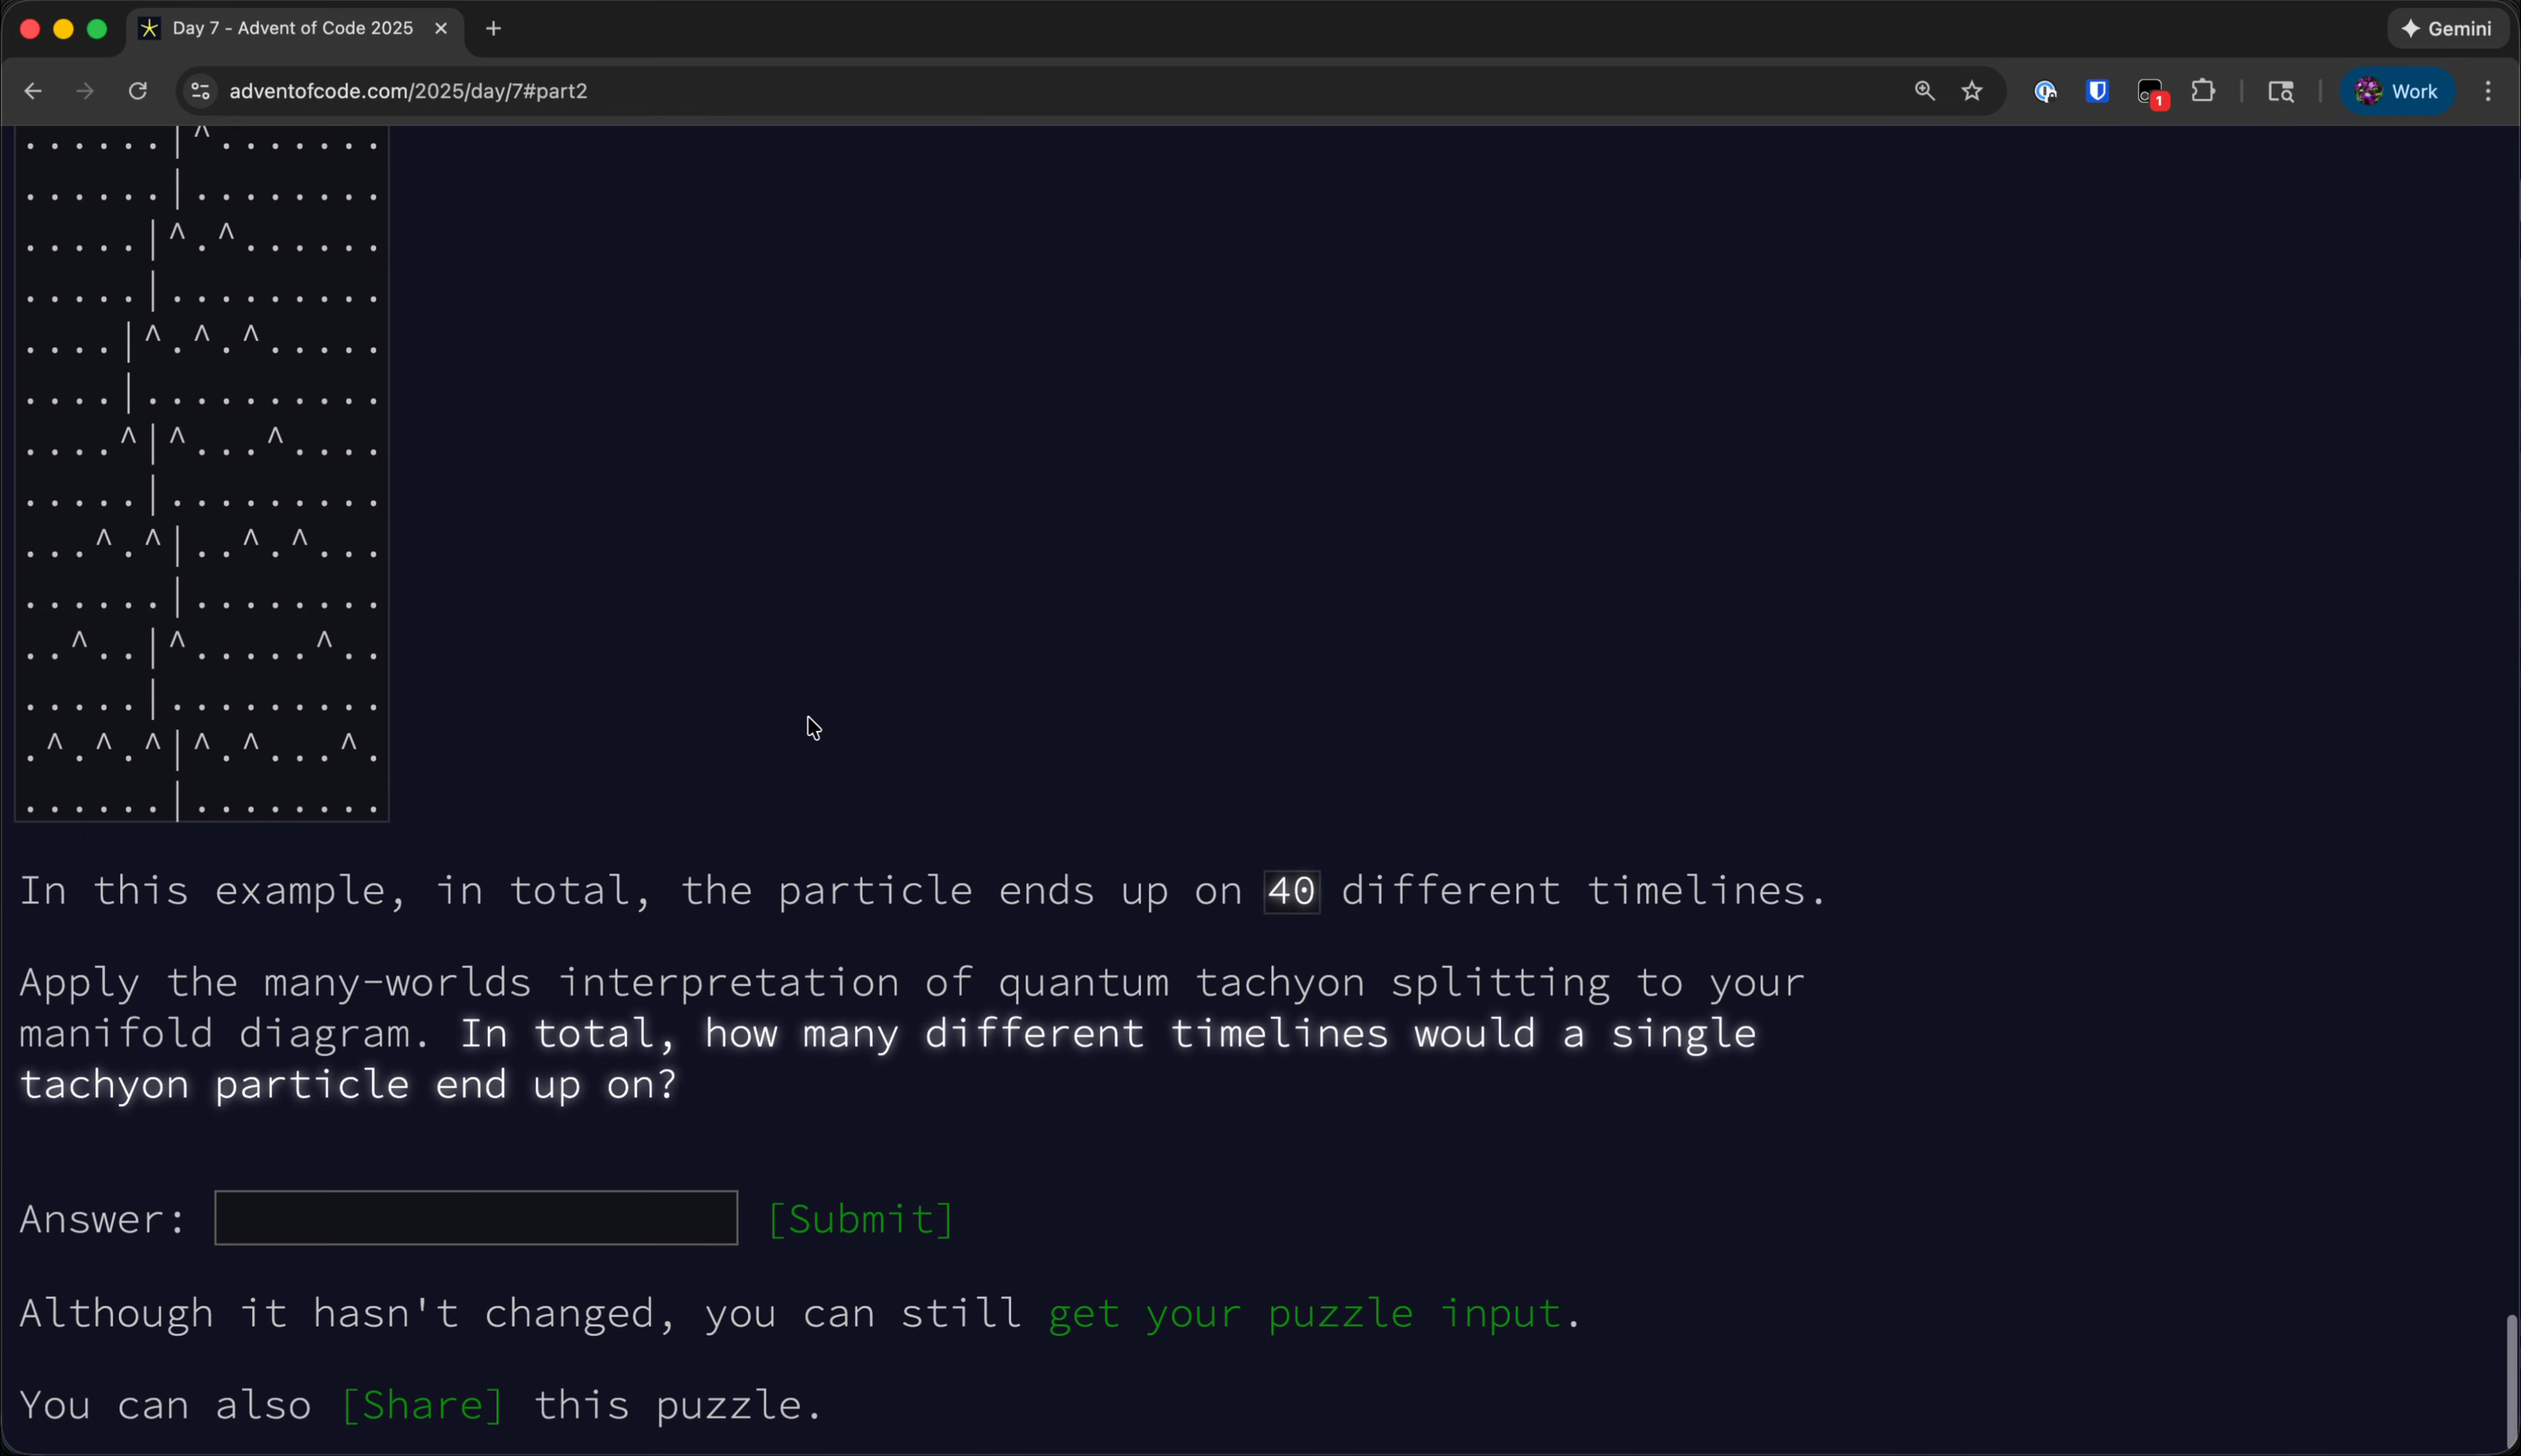 Day 7 - Advent of Code 2025
Gemini
adventofcode.com/2025/day/7#part2
1
Work
......|^.......
......|........
.....|^.^......
.....|.........
....|^.^.^.....
....|..........
....^|^...^....
.....|.........
...^.^|..^.^...
......|........
..^..|^.....^..
.....|.........
.^.^.^|^.^...^.
......|........
In this example, in total, the particle ends up on 40 different timelines.
Apply the many-worlds interpretation of quantum tachyon splitting to your
manifold diagram. In total, how many different timelines would a single
tachyon particle end up on?
Answer: [Submit]
Although it hasn't changed, you can still get your puzzle input.
You can also [Share] this puzzle.